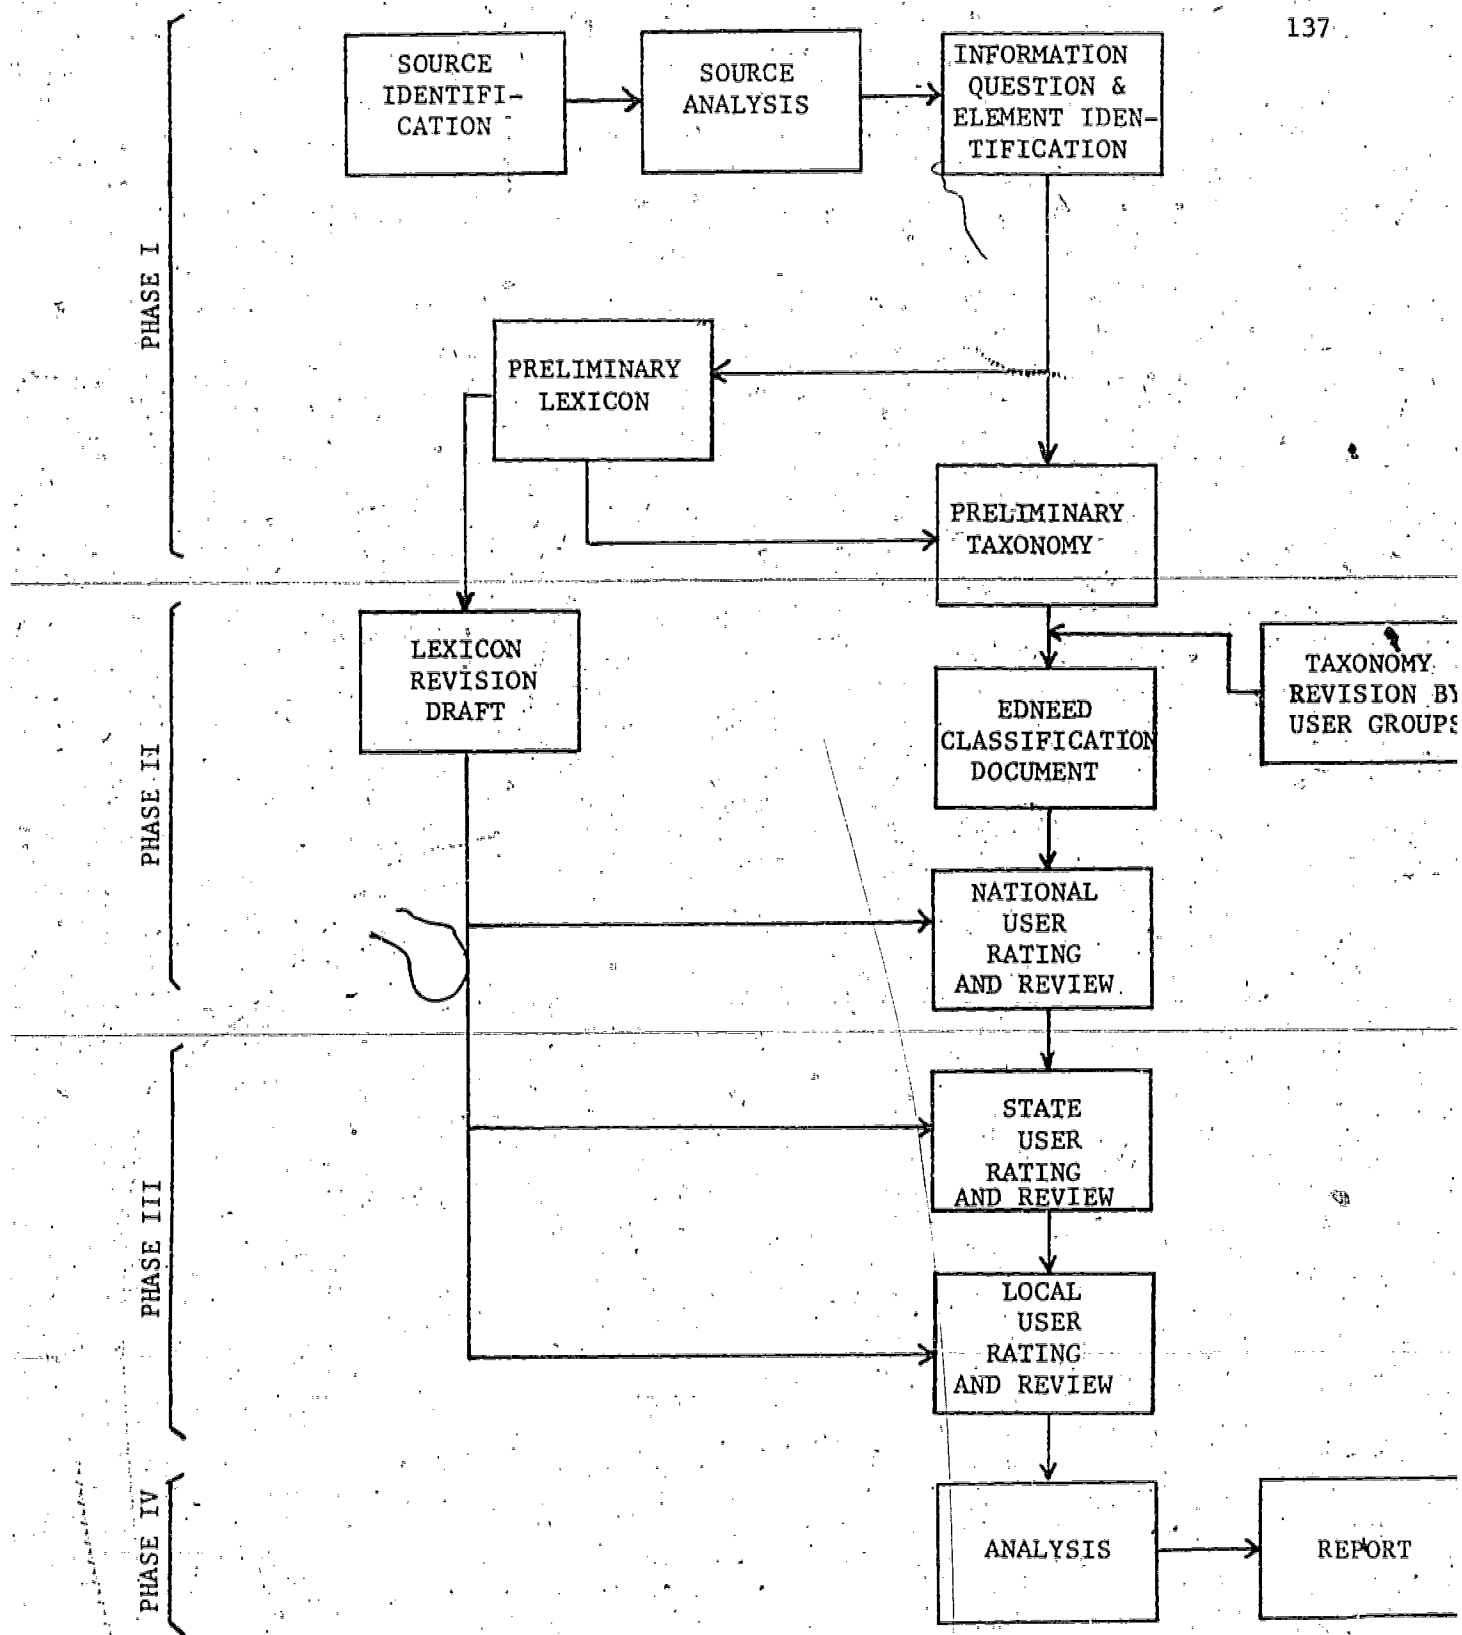 137
SOURCE
IDENTIFI-
CATION
SOURCE
ANALYSIS
INFORMATION
QUESTION &
ELEMENT IDEN-
TIFICATION
PHASE I
PRELIMINARY
LEXICON
PRELIMINARY
TAXONOMY
LEXICON
REVISION
DRAFT
TAXONOMY
REVISION BY
USER GROUPS
EDNEED
CLASSIFICATION
DOCUMENT
PHASE II
NATIONAL
USER
RATING
AND REVIEW
STATE
USER
RATING
AND REVIEW
PHASE III
LOCAL
USER
RATING
AND REVIEW
PHASE IV
ANALYSIS
REPORT